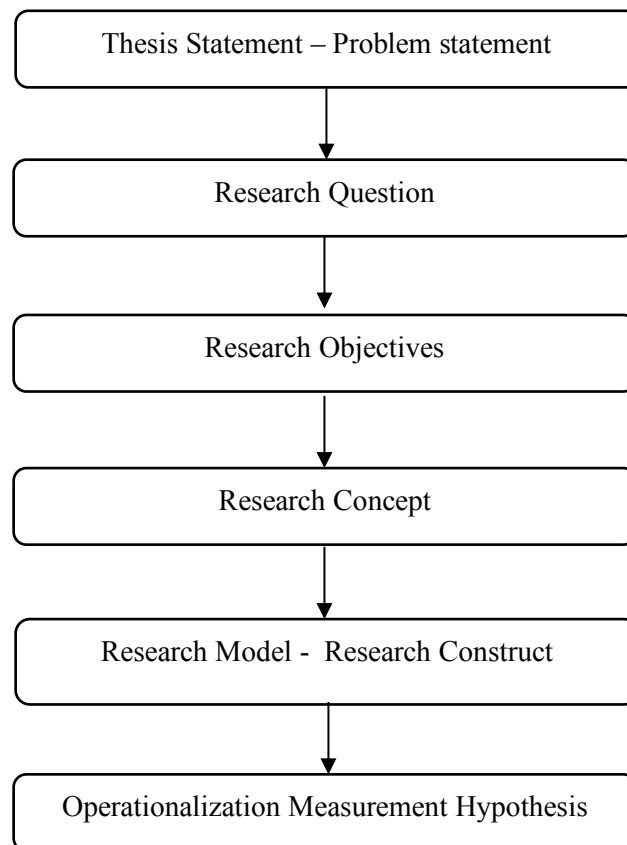 Thesis Statement – Problem statement
Research Question
Research Objectives
Research Concept
Research Model -  Research Construct
Operationalization Measurement Hypothesis